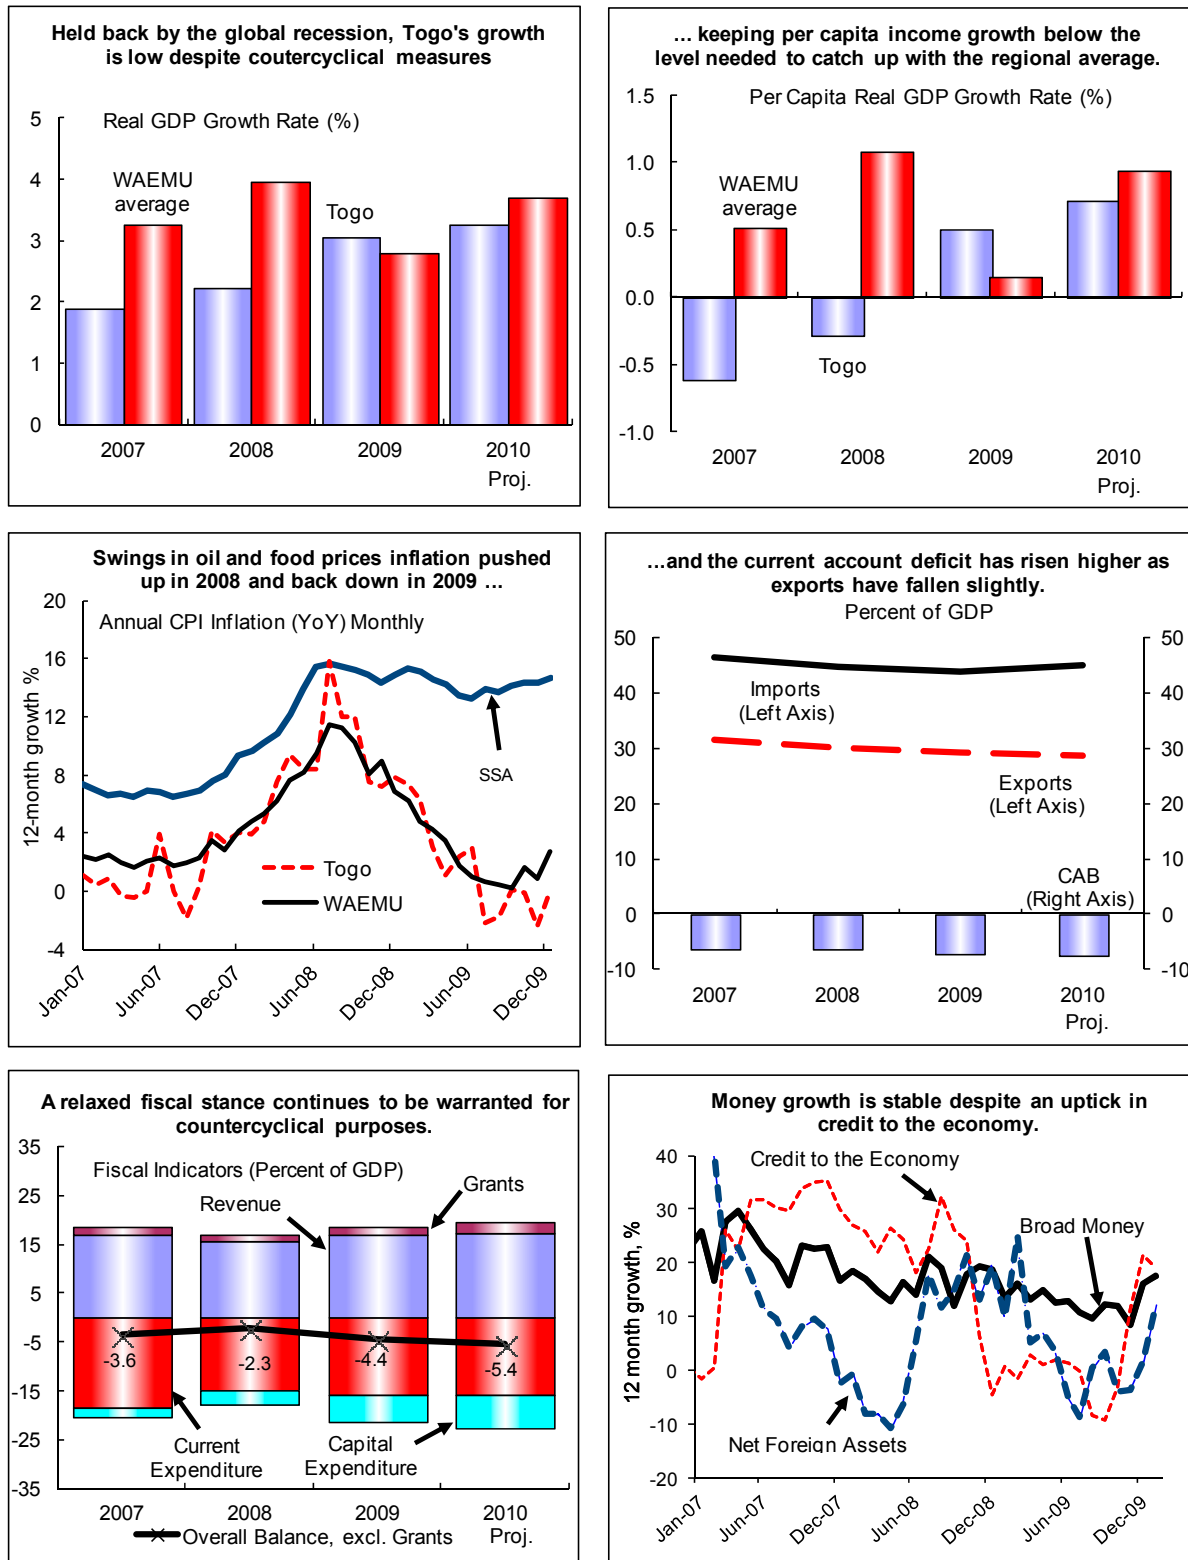 Held back by the global recession, Togo's growth
is low despite coutercyclical measures
Real GDP Growth Rate (%)
5
4
3
2
1
0
WAEMU
average
Togo
2007
2008
2009
2010
Proj.
... keeping per capita income growth below the
level needed to catch up with the regional average.
Per Capita Real GDP Growth Rate (%)
1.5
1.0
0.5
0.0
-0.5
-1.0
WAEMU
average
Togo
2007
2008
2009
2010
Proj.
Swings in oil and food prices inflation pushed
up in 2008 and back down in 2009 ...
Annual CPI Inflation (YoY) Monthly
12-month growth %
20
16
12
8
4
0
-4
SSA
Togo
WAEMU
Jan-07
Jun-07
Dec-07
Jun-08
Dec-08
Jun-09
Dec-09
...and the current account deficit has risen higher as
exports have fallen slightly.
Percent of GDP
50
40
30
20
10
0
-10
50
40
30
20
10
0
-10
Imports
(Left Axis)
Exports
(Left Axis)
CAB
(Right Axis)
2007
2008
2009
2010
Proj.
A relaxed fiscal stance continues to be warranted for
countercyclical purposes.
Fiscal Indicators (Percent of GDP)
35
25
15
5
-5
-15
-25
-35
Revenue
Grants
-3.6
-2.3
-4.4
-5.4
Current
Expenditure
Capital
Expenditure
2007
2008
2009
2010
Proj.
Overall Balance, excl. Grants
Money growth is stable despite an uptick in
credit to the economy.
12 month growth, %
40
30
20
10
0
-10
-20
Credit to the Economy
Broad Money
Net Foreign Assets
Jan-07
Jun-07
Dec-07
Jun-08
Dec-08
Jun-09
Dec-09